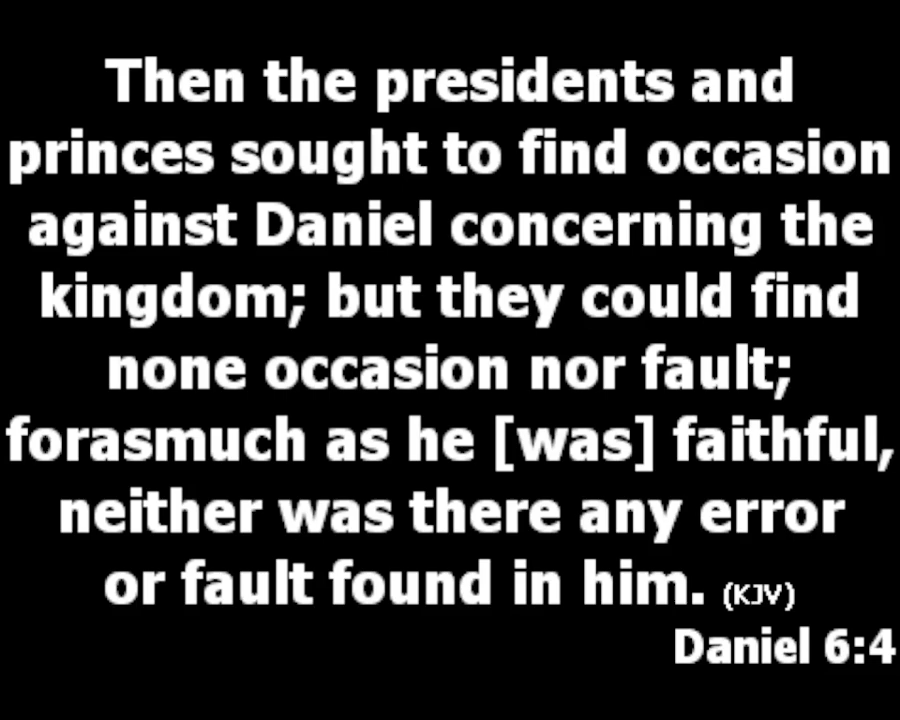 Then the presidents and
princes sought to find occasion
against Daniel concerning the
kingdom; but they could find
none occasion nor fault;
forasmuch as he [was] faithful,
neither was there any error
or fault found in him. (KJV)
Daniel 6:4